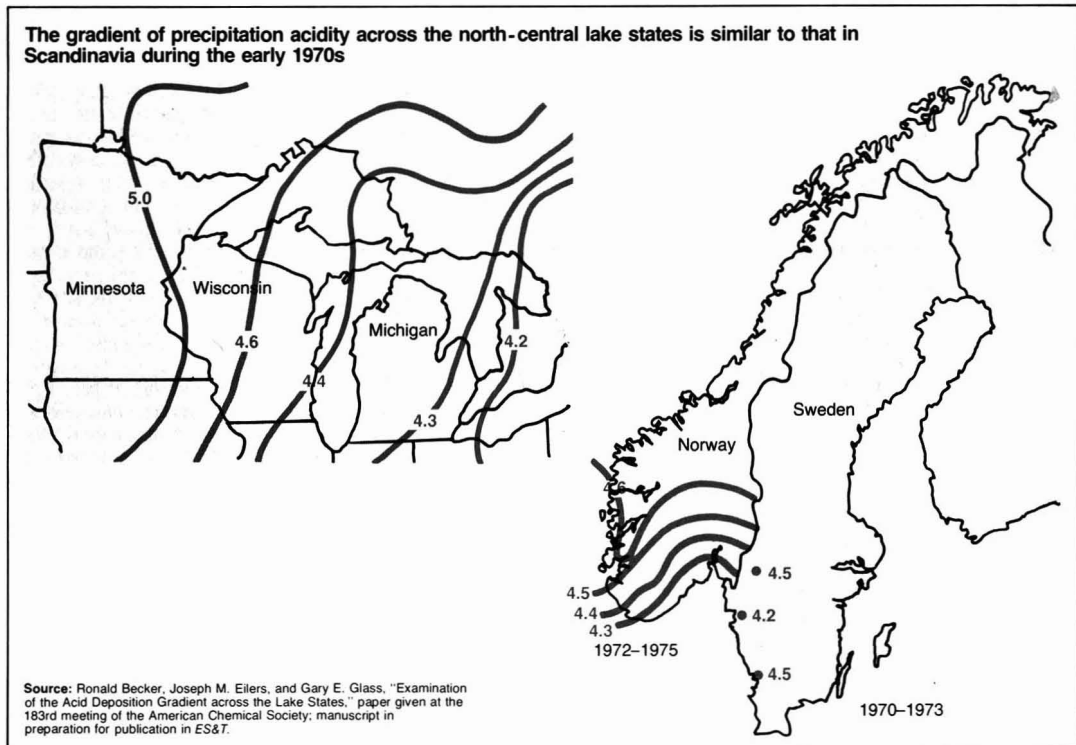 The gradient of precipitation acidity across the north-central lake states is similar to that in
Scandinavia during the early 1970s
5.0
Minnesota
Wisconsin
4.6
Michigan
4.2
4.4
4.3
Sweden
Norway
4.6
4.5
4.5
4.4
4.2
4.3
1972–1975
4.5
1970–1973
Source: Ronald Becker, Joseph M. Eilers, and Gary E. Glass, "Examination
of the Acid Deposition Gradient across the Lake States," paper given at the
183rd meeting of the American Chemical Society; manuscript in
preparation for publication in ES&T.